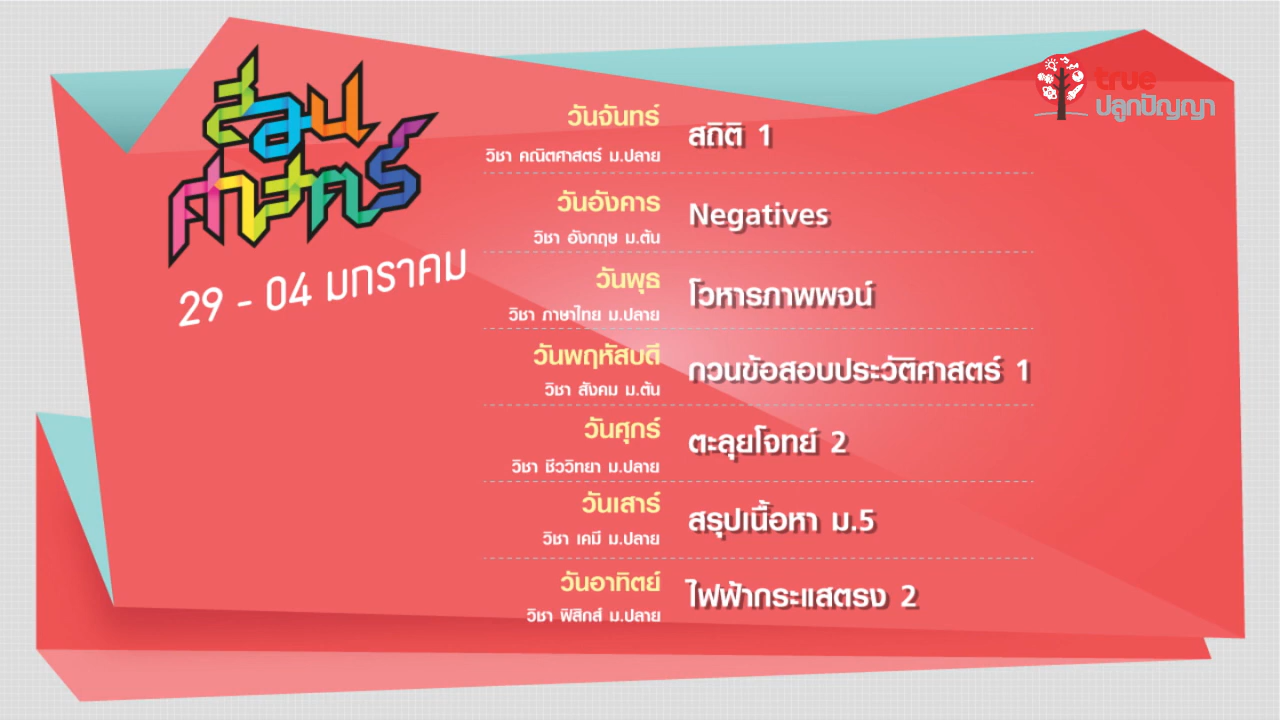 สอน
ศาสตร์
29 - 04 มกราคม
true
ปลูกปัญญา
วันจันทร์
วิชา คณิตศาสตร์ ม.ปลาย
สถิติ 1
วันอังคาร
วิชา อังกฤษ ม.ต้น
Negatives
วันพุธ
วิชา ภาษาไทย ม.ปลาย
โวหารภาพพจน์
วันพฤหัสบดี
วิชา สังคม ม.ต้น
กวนข้อสอบประวัติศาสตร์ 1
วันศุกร์
วิชา ชีววิทยา ม.ปลาย
ตะลุยโจทย์ 2
วันเสาร์
วิชา เคมี ม.ปลาย
สรุปเนื้อหา ม.5
วันอาทิตย์
วิชา ฟิสิกส์ ม.ปลาย
ไฟฟ้ากระแสตรง 2